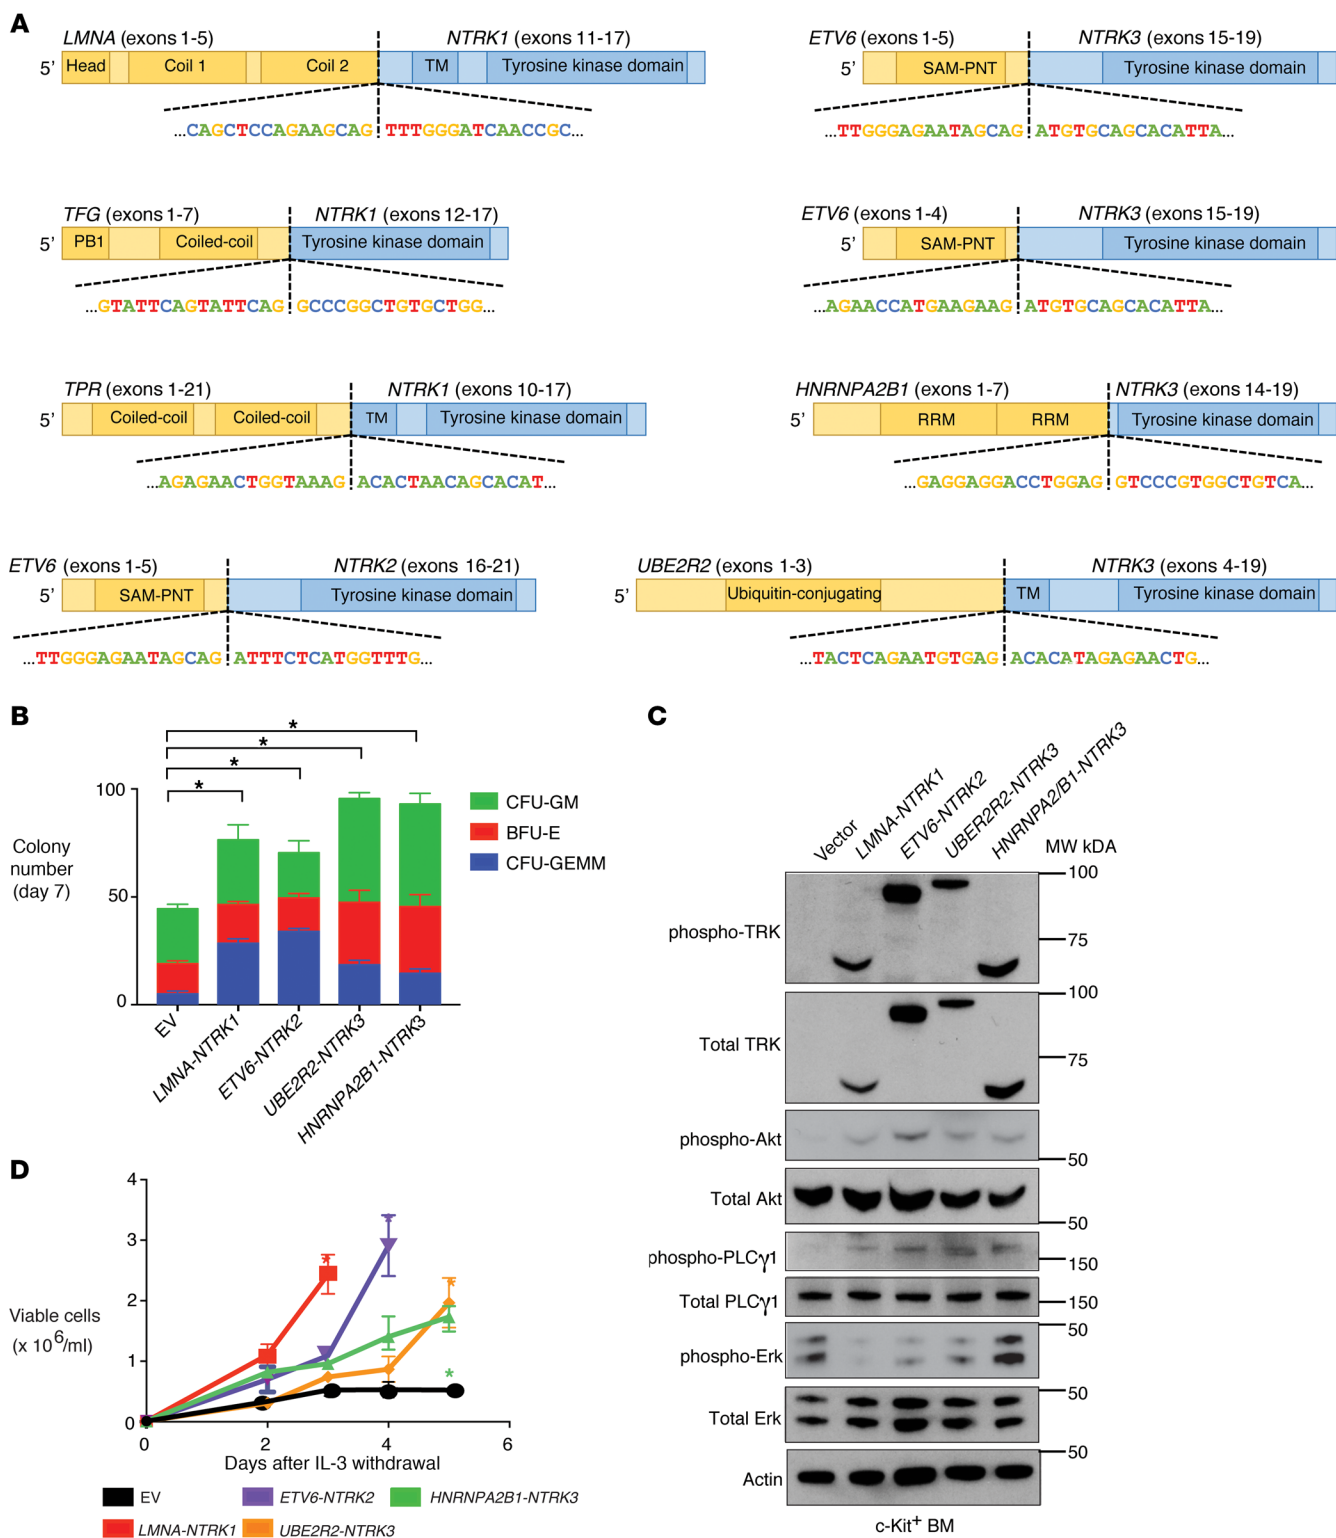 A
LMNA (exons 1-5) NTRK1 (exons 11-17)
5' Head Coil 1 Coil 2 TM Tyrosine kinase domain
...CAGCTCCAGAAGCAG TTTGGGATCAACCGC...
ETV6 (exons 1-5) NTRK3 (exons 15-19)
5' SAM-PNT Tyrosine kinase domain
...TTGGGAGAATAGCAG ATGTGCAGCACATTA...
TFG (exons 1-7) NTRK1 (exons 12-17)
5' PB1 Coiled-coil Tyrosine kinase domain
...GTATTCAGTATTCAG GCCCGGCTGTGCTGG...
ETV6 (exons 1-4) NTRK3 (exons 15-19)
5' SAM-PNT Tyrosine kinase domain
...AGAACCATGAAGAAG ATGTGCAGCACATTA...
TPR (exons 1-21) NTRK1 (exons 10-17)
5' Coiled-coil Coiled-coil TM Tyrosine kinase domain
...AGAGAACTGGTAAAG ACACTAACAGCACAT...
HNRNPA2B1 (exons 1-7) NTRK3 (exons 14-19)
5' RRM RRM Tyrosine kinase domain
...GAGGAGGACCTGGAG GTCCCGTGGCTGTCA...
ETV6 (exons 1-5) NTRK2 (exons 16-21)
5' SAM-PNT Tyrosine kinase domain
...TTGGGAGAATAGCAG ATTTCTCATGGTTTG...
UBE2R2 (exons 1-3) NTRK3 (exons 4-19)
5' Ubiquitin-conjugating TM Tyrosine kinase domain
...TACTCAGAATGTGAG ACACATAGAGAACTG...
B
* * * *
Colony
number
(day 7)
100
50
0
CFU-GM
BFU-E
CFU-GEMM
EV
LMNA-NTRK1
ETV6-NTRK2
UBE2R2-NTRK3
HNRNPA2B1-NTRK3
C
Vector
LMNA-NTRK1
ETV6-NTRK2
UBER2R2-NTRK3
HNRNPA2/B1-NTRK3
MW kDA
phospho-TRK
100
75
Total TRK
100
75
phospho-Akt
50
Total Akt
50
phospho-PLCγ1
150
Total PLCγ1
150
phospho-Erk
50
Total Erk
50
Actin
50
c-Kit+ BM
D
Viable cells
(x 106/ml)
4
3
2
1
0
* * * *
0 2 4 6
Days after IL-3 withdrawal
EV ETV6-NTRK2 HNRNPA2B1-NTRK3
LMNA-NTRK1 UBE2R2-NTRK3